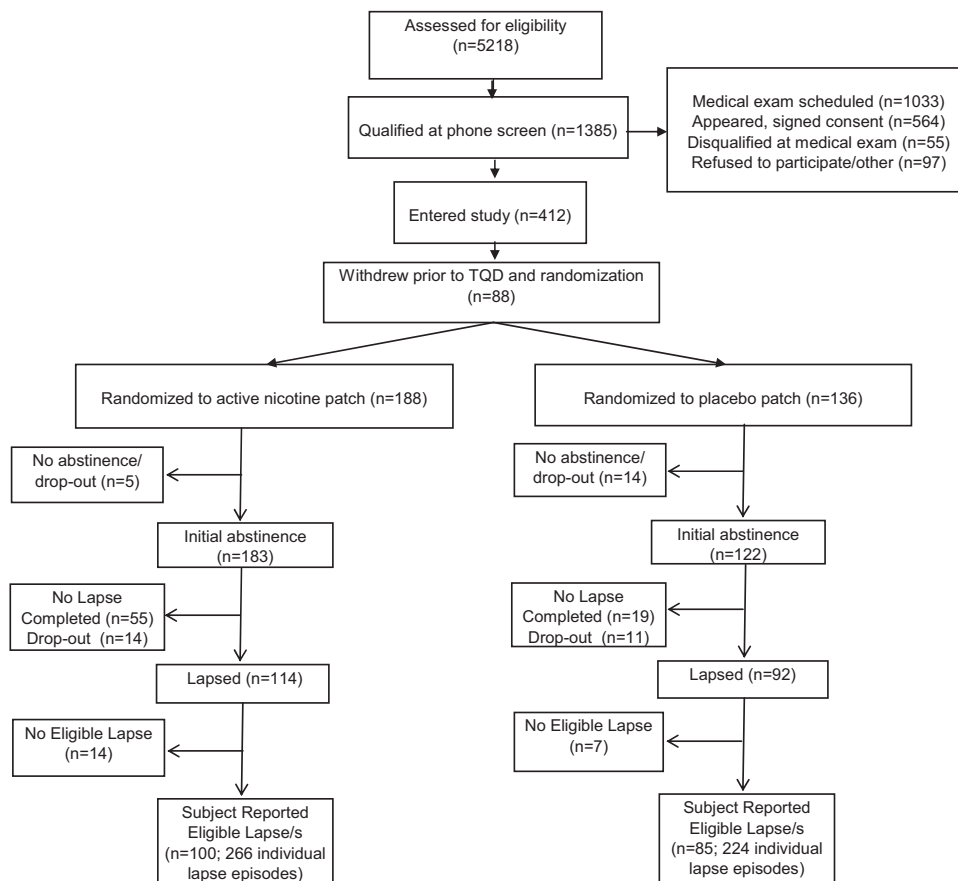 Assessed for eligibility
(n=5218)
Qualified at phone screen (n=1385)
Medical exam scheduled (n=1033)
Appeared, signed consent (n=564)
Disqualified at medical exam (n=55)
Refused to participate/other (n=97)
Entered study (n=412)
Withdrew prior to TQD and randomization
(n=88)
Randomized to active nicotine patch (n=188)
No abstinence/
drop-out (n=5)
Initial abstinence
(n=183)
No Lapse
Completed (n=55)
Drop-out (n=14)
Lapsed (n=114)
No Eligible Lapse
(n=14)
Subject Reported
Eligible Lapse/s
(n=100; 266 individual
lapse episodes)
Randomized to placebo patch (n=136)
No abstinence/
drop-out (n=14)
Initial abstinence
(n=122)
No Lapse
Completed (n=19)
Drop-out (n=11)
Lapsed (n=92)
No Eligible Lapse
(n=7)
Subject Reported
Eligible Lapse/s
(n=85; 224 individual
lapse episodes)